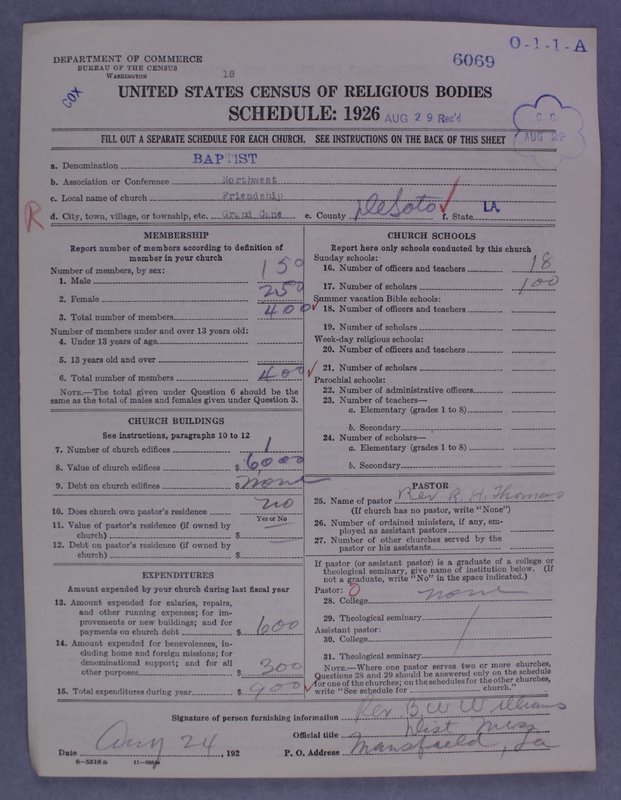 DEPARTMENT OF COMMERCE
BUREAU OF THE CENSUS
WASHINGTON
18
6069
O-1-1-A
COX
UNITED STATES CENSUS OF RELIGIOUS BODIES
SCHEDULE: 1926
AUG 29 Rec'd
C. C.
AUG 29
FILL OUT A SEPARATE SCHEDULE FOR EACH CHURCH. SEE INSTRUCTIONS ON THE BACK OF THIS SHEET
a. Denomination BAPTIST
b. Association or Conference Northwest
c. Local name of church Friendship
R
d. City, town, village, or township, etc. Grand Cane e. County DeSoto f. State LA.
MEMBERSHIP
Report number of members according to definition of
member in your church
Number of members, by sex:
1. Male 150
2. Female 250
3. Total number of members 400
Number of members under and over 13 years old:
4. Under 13 years of age
5. 13 years old and over
6. Total number of members 400
NOTE.—The total given under Question 6 should be the
same as the total of males and females given under Question 3.
CHURCH BUILDINGS
See instructions, paragraphs 10 to 12
7. Number of church edifices 1
8. Value of church edifices $ 6000
9. Debt on church edifices $ none
10. Does church own pastor's residence no
Yes or No
11. Value of pastor's residence (if owned by
church) $
12. Debt on pastor's residence (if owned by
church) $
EXPENDITURES
Amount expended by your church during last fiscal year
13. Amount expended for salaries, repairs,
and other running expenses; for im-
provements or new buildings; and for
payments on church debt $ 600
14. Amount expended for benevolences, in-
cluding home and foreign missions; for
denominational support; and for all
other purposes $ 300
15. Total expenditures during year $ 900
CHURCH SCHOOLS
Report here only schools conducted by this church
Sunday schools:
16. Number of officers and teachers 18
17. Number of scholars 100
Summer vacation Bible schools:
18. Number of officers and teachers
19. Number of scholars
Week-day religious schools:
20. Number of officers and teachers
21. Number of scholars
Parochial schools:
22. Number of administrative officers
23. Number of teachers—
a. Elementary (grades 1 to 8)
b. Secondary
24. Number of scholars—
a. Elementary (grades 1 to 8)
b. Secondary
PASTOR
25. Name of pastor Rev R. H. Thomas
(If church has no pastor, write "None")
26. Number of ordained ministers, if any, em-
ployed as assistant pastors
27. Number of other churches served by the
pastor or his assistants
If pastor (or assistant pastor) is a graduate of a college or
theological seminary, give name of institution below. (If
not a graduate, write "No" in the space indicated.)
Pastor: 0
28. College none
29. Theological seminary
Assistant pastor:
30. College
31. Theological seminary
NOTE.—Where one pastor serves two or more churches,
Questions 28 and 29 should be answered only on the schedule
for one of the churches; on the schedules for the other churches,
write "See schedule for church."
Signature of person furnishing information Rev. B. W. Williams
Official title Dist Miss
Date Aug 24, 192 P. O. Address Mansfield, La
8-5518a